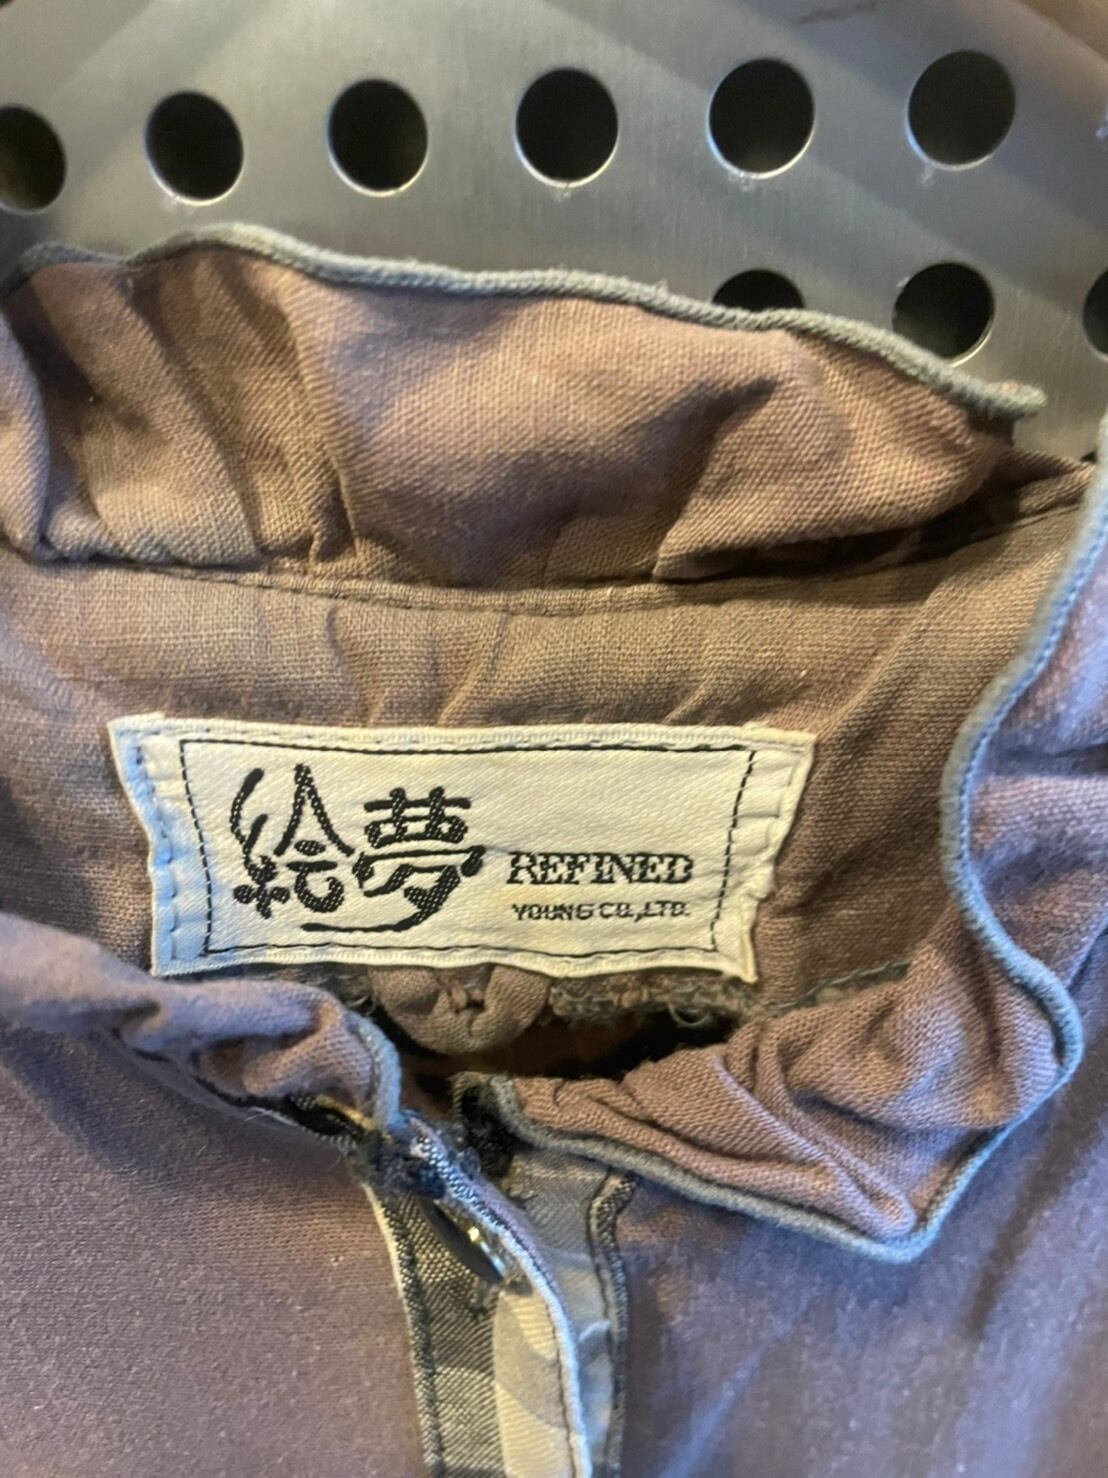 絵夢
REFINED
YOUNG CO.,LTD.